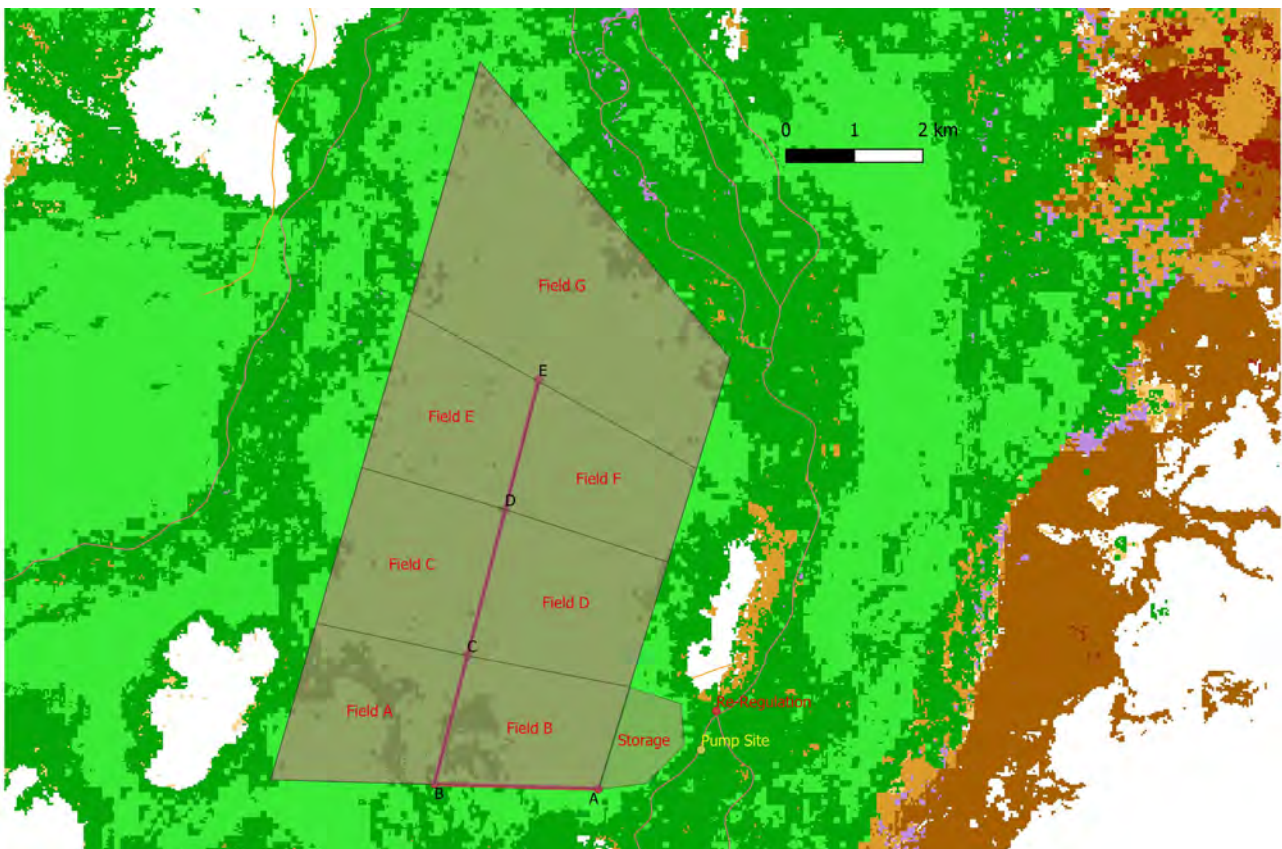 0 1 2 km
Field G
E
Field E
Field F
D
Field C
Field D
C
Re-Regulation
Field A
Field B
Storage
Pump Site
B
A